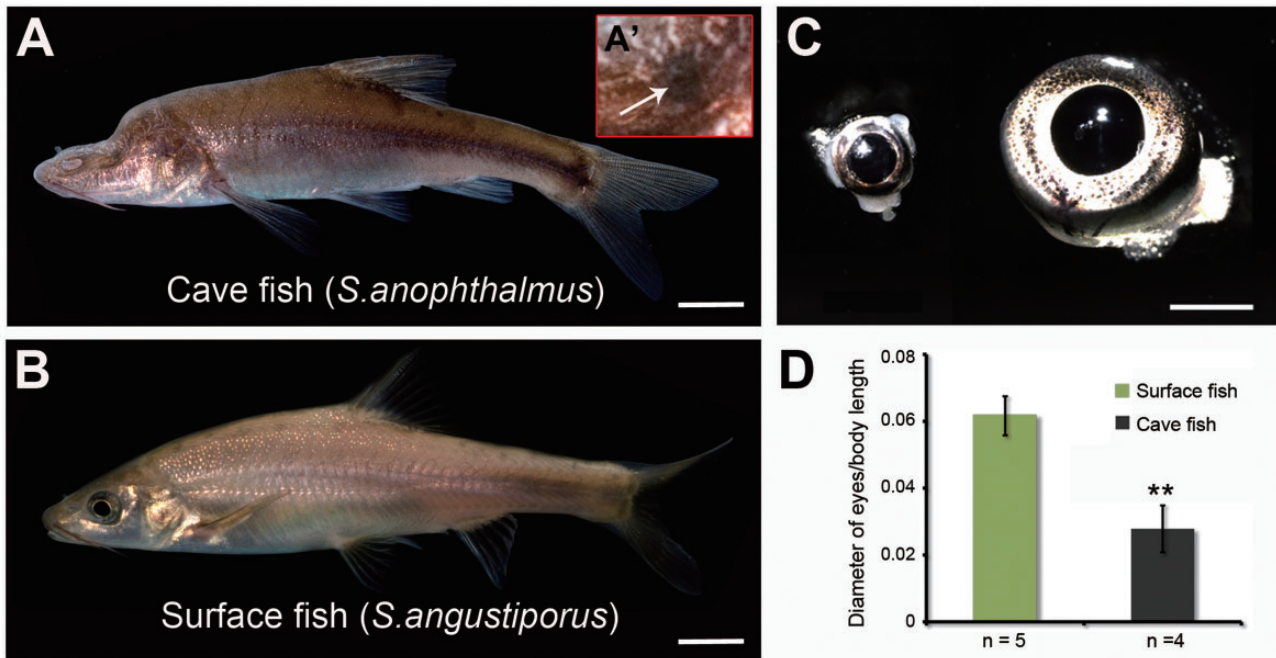 A
A'
Cave fish (S.anophthalmus)
B
Surface fish (S.angustiporus)
C
D
Diameter of eyes/body length
0.08
0.06
0.04
0.02
0
Surface fish
Cave fish
**
n = 5
n =4